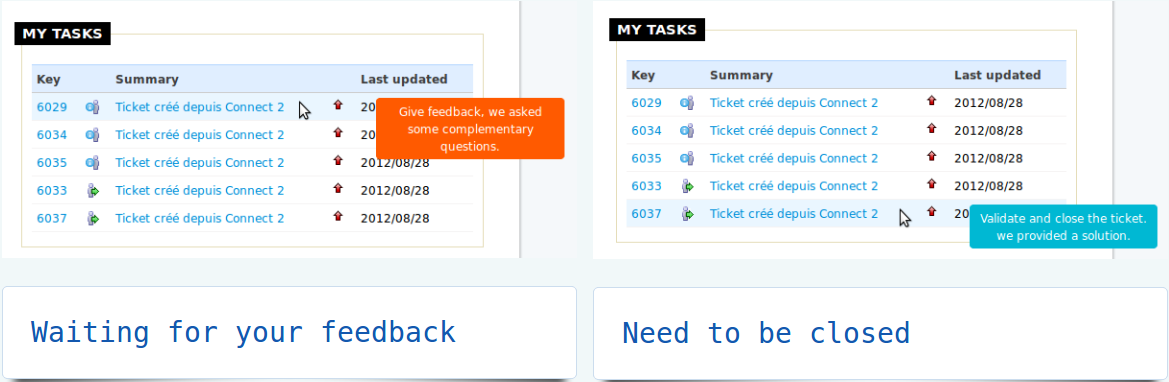 MY TASKS
Key Summary Last updated
6029 Ticket créé depuis Connect 2 20
6034 Ticket créé depuis Connect 2 20
6035 Ticket créé depuis Connect 2 2012/08/28
6033 Ticket créé depuis Connect 2 2012/08/28
6037 Ticket créé depuis Connect 2 2012/08/28
Give feedback, we asked
some complementary
questions.
Waiting for your feedback
MY TASKS
Key Summary Last updated
6029 Ticket créé depuis Connect 2 2012/08/28
6034 Ticket créé depuis Connect 2 2012/08/28
6035 Ticket créé depuis Connect 2 2012/08/28
6033 Ticket créé depuis Connect 2 2012/08/28
6037 Ticket créé depuis Connect 2 20
Validate and close the ticket.
we provided a solution.
Need to be closed